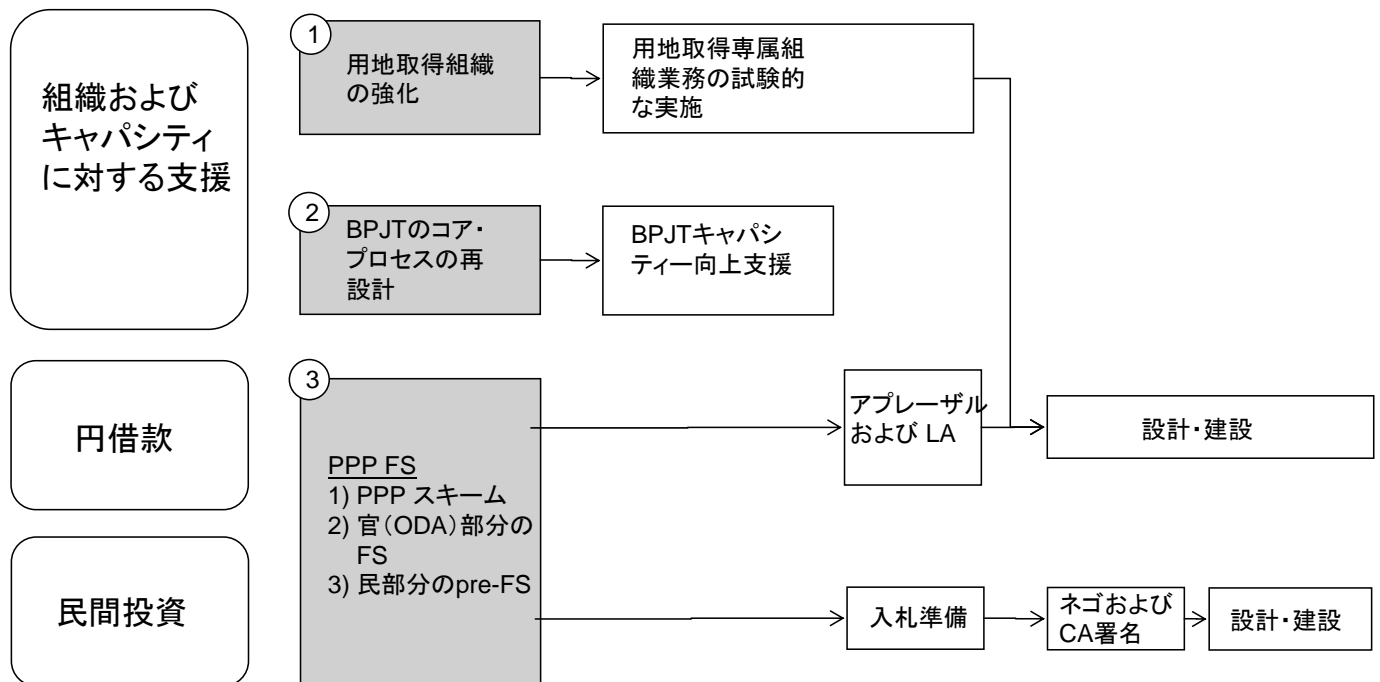 組織および
キャパシティ
に対する支援
1
用地取得組織
の強化
用地取得専属組
織業務の試験的
な実施
2
BPJTのコア・
プロセスの再
設計
BPJTキャパシ
ティー向上支援
円借款
3
PPP FS
1) PPP スキーム
2) 官（ODA）部分の
FS
3) 民部分のpre-FS
アプレーザル
および LA
設計・建設
民間投資
入札準備
ネゴおよび
CA署名
設計・建設